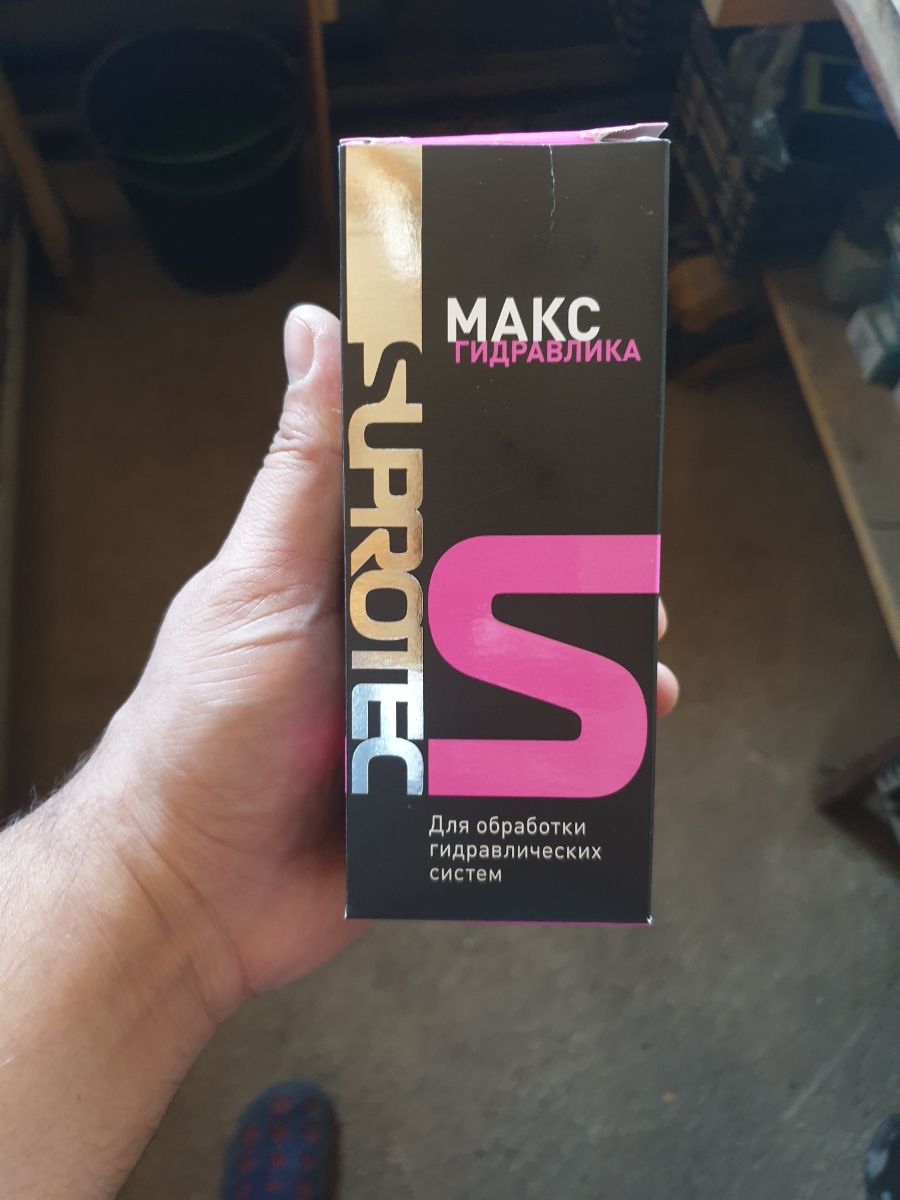 SUPROTEC
МАКС
ГИДРАВЛИКА
S
Для обработки
гидравлических
систем